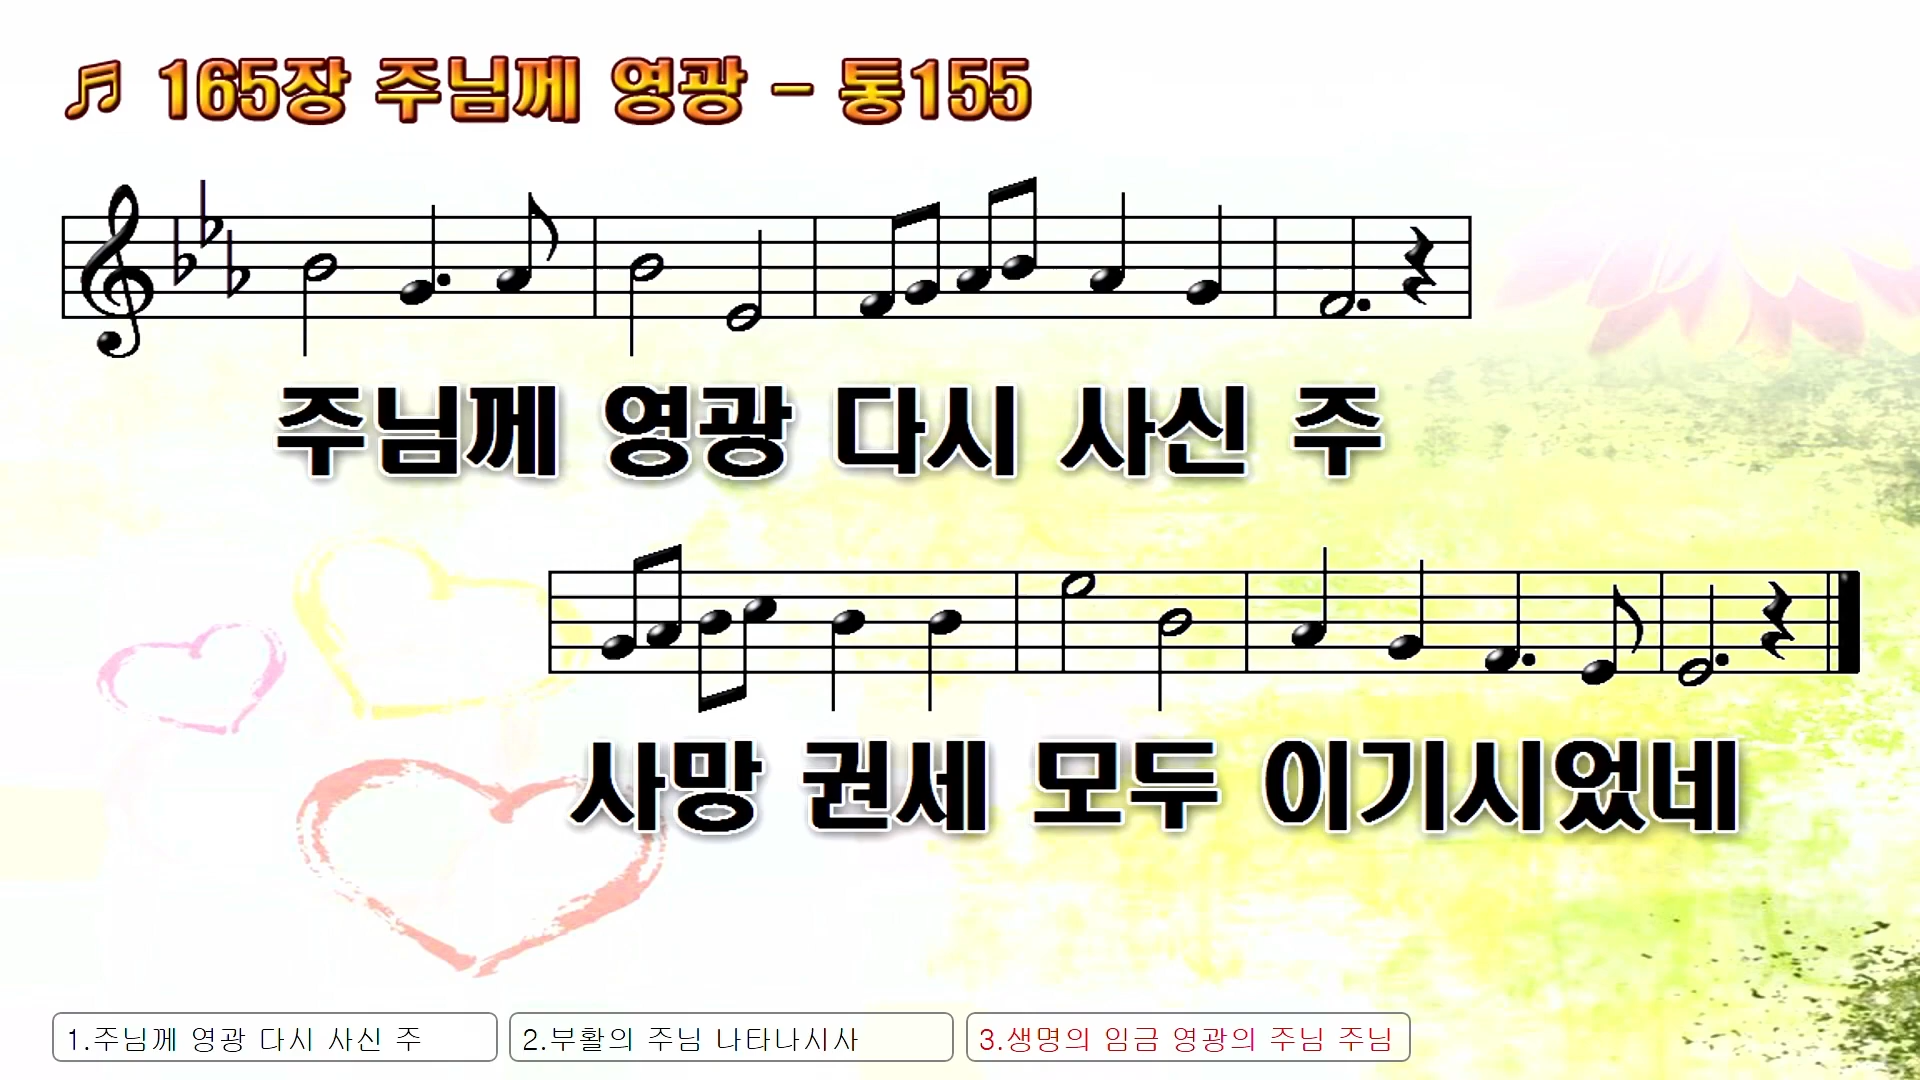 ♬ 165장 주님께 영광 - 통155
주님께 영광 다시 사신 주
사망 권세 모두 이기시었네
1.주님께 영광 다시 사신 주
2.부활의 주님 나타나시사
3.생명의 임금 영광의 주님 주님